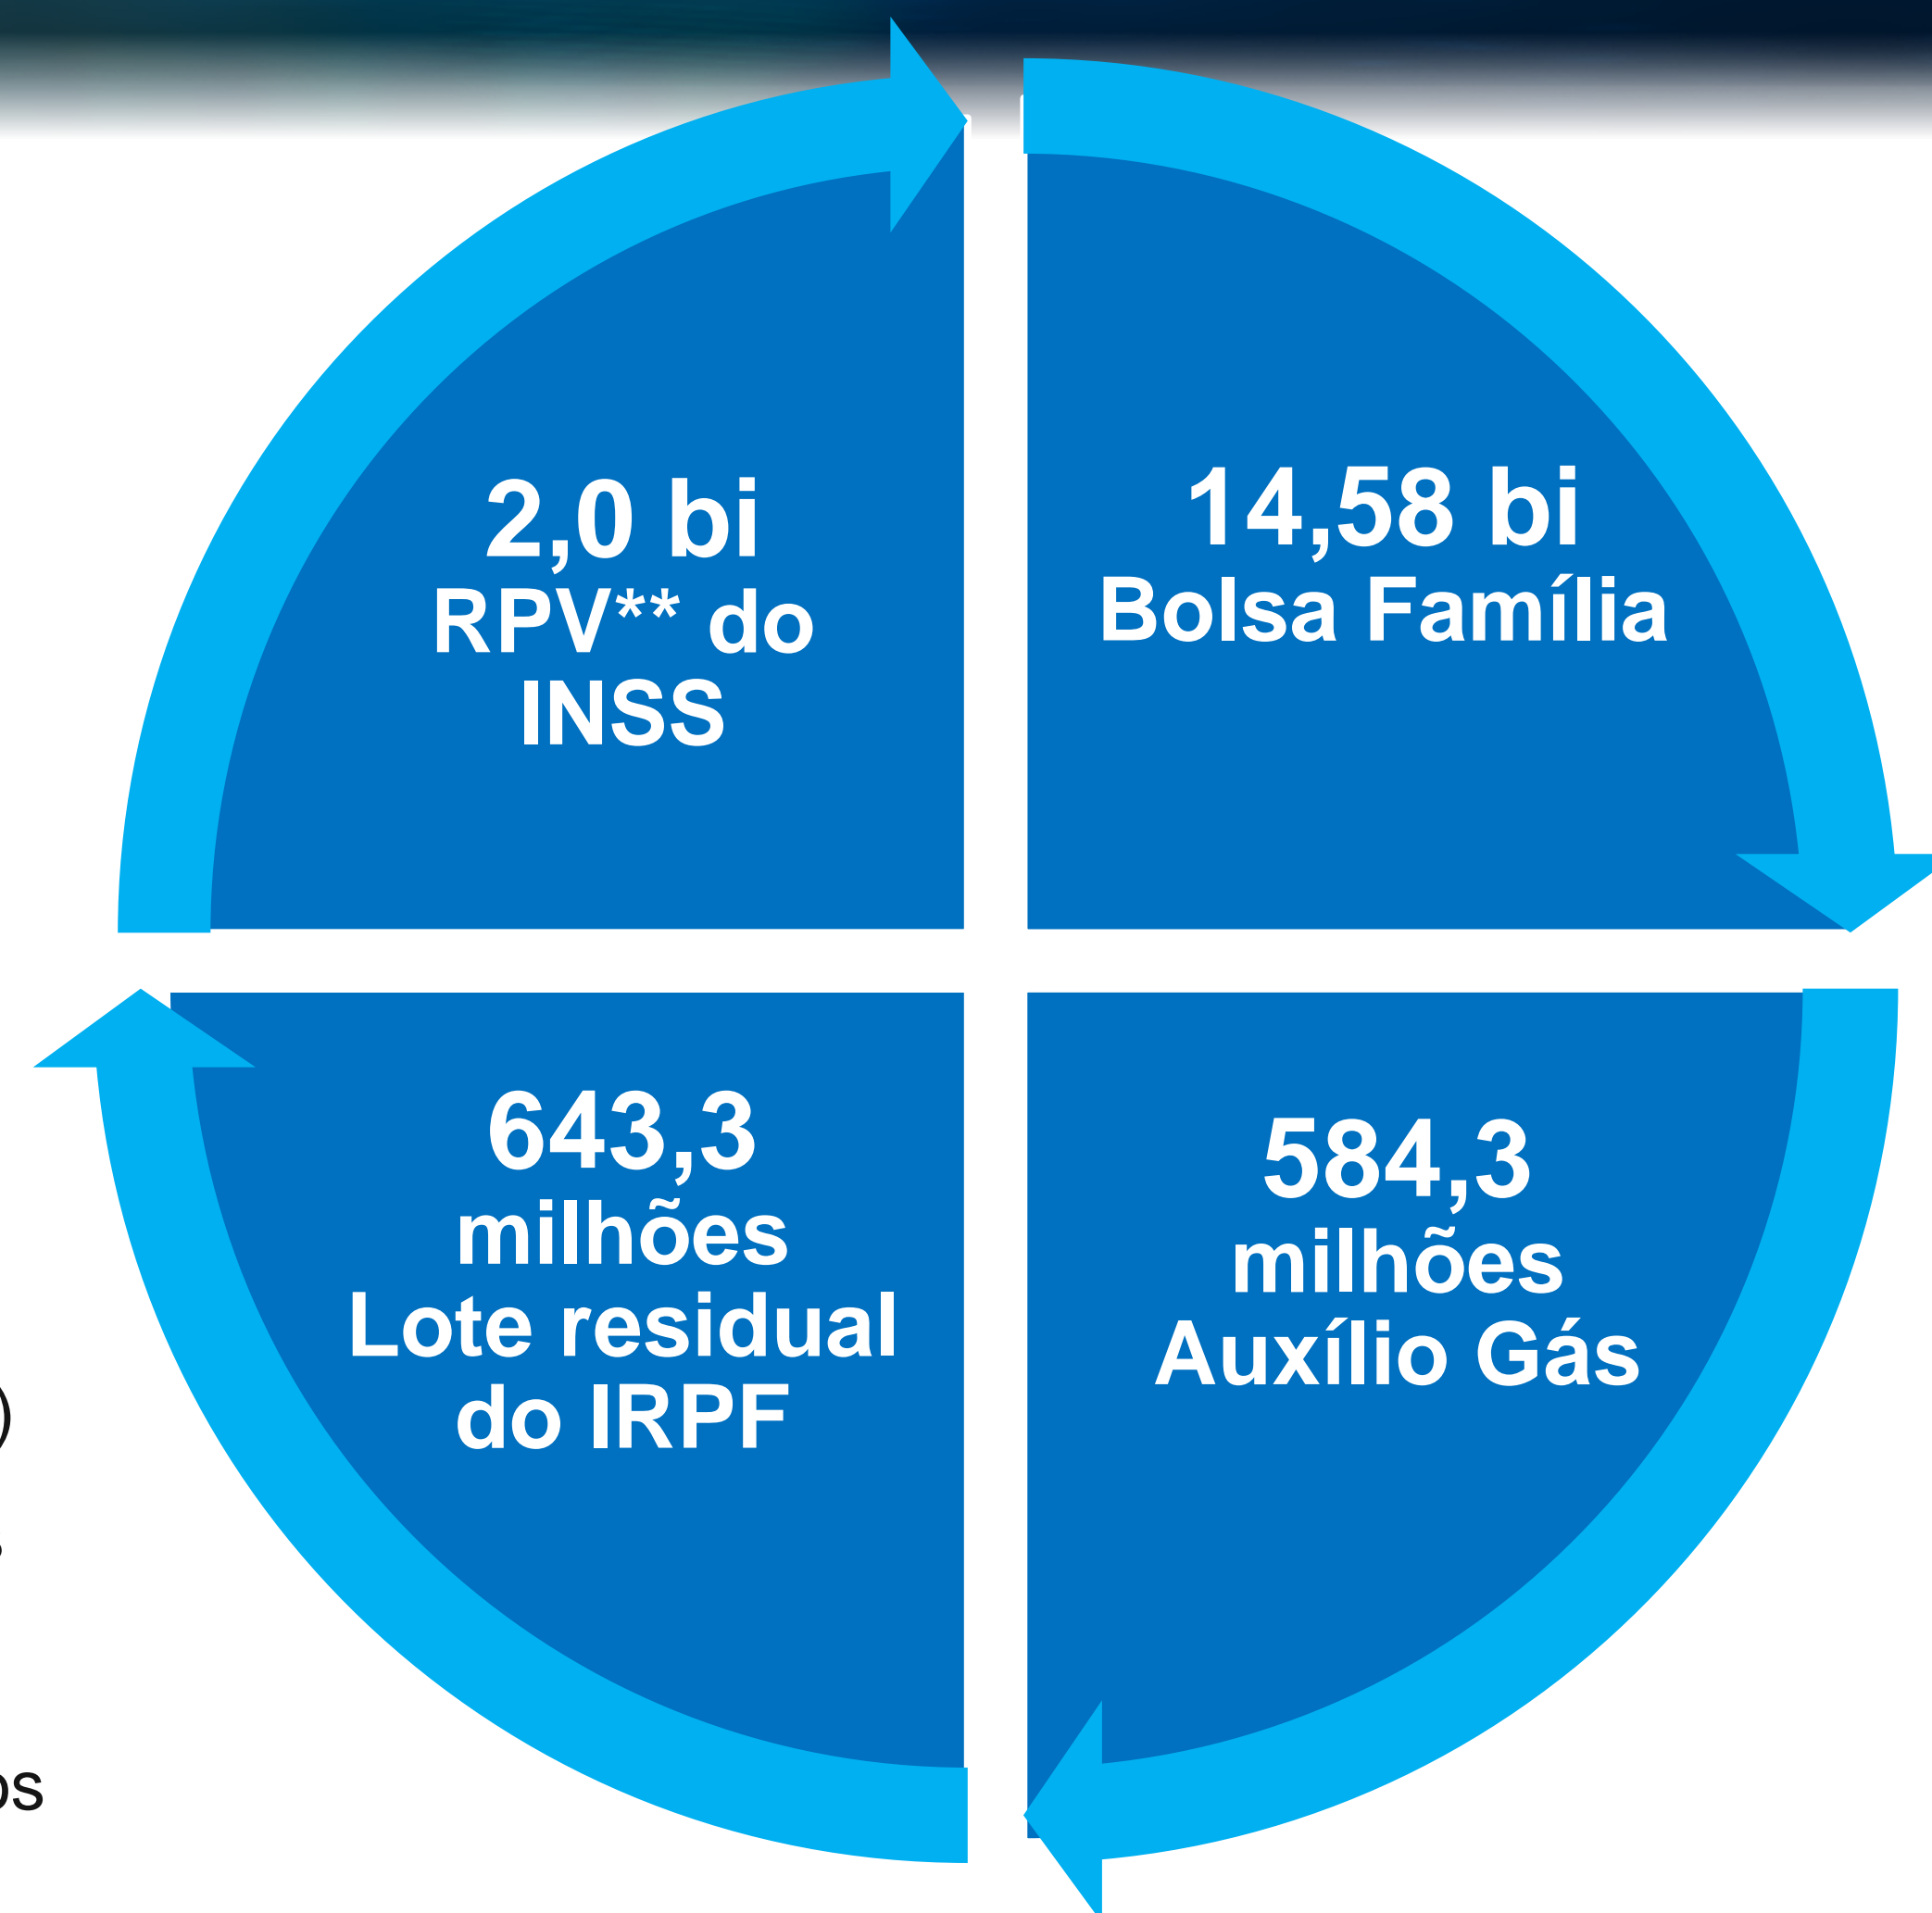 2,0 bi
RPV** do
INSS
14,58 bi
Bolsa Família
643,3
milhões
Lote residual
do IRPF
584,3
milhões
Auxílio Gás